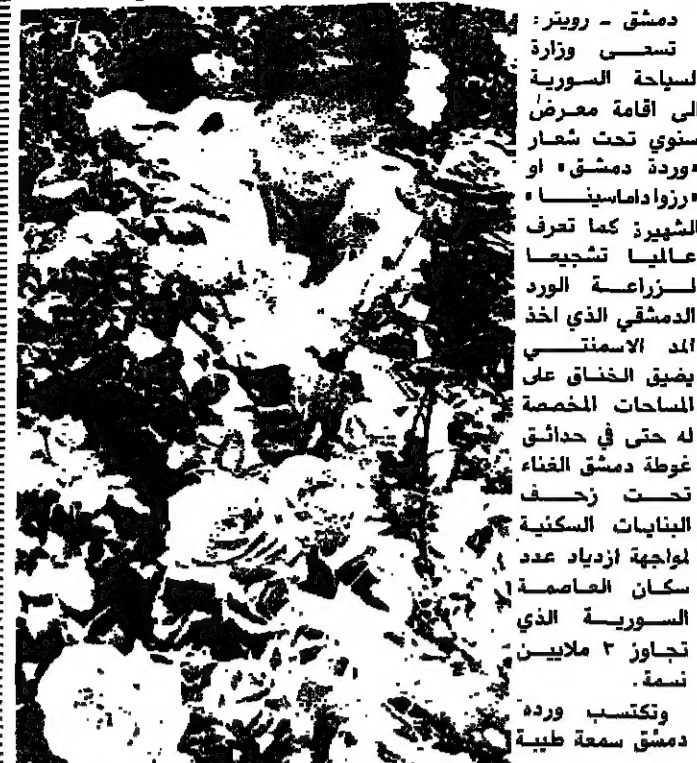 دمشق - رويتر:
تسعى وزارة
لسياحة السورية
لى اقامة معرض
سنوي تحت شعار
«وردة دمشق» او
«رزواداماسينا»
الشهيرة كما تعرف
عالميا تشجيعا
لزراعة الورد
الدمشقي الذي اخذ
المد الاسمنتي
يضيق الخناق على
المساحات المخصصة
له حتى في حدائق
غوطة دمشق الغناء
تحت زحف
البنايات السكنية
لمواجهة ازدياد عدد
سكان العاصمة
السورية الذي
تجاوز ٣ ملايين
نسمة.
وتكتسب وردة
دمشق سمعة طيبة